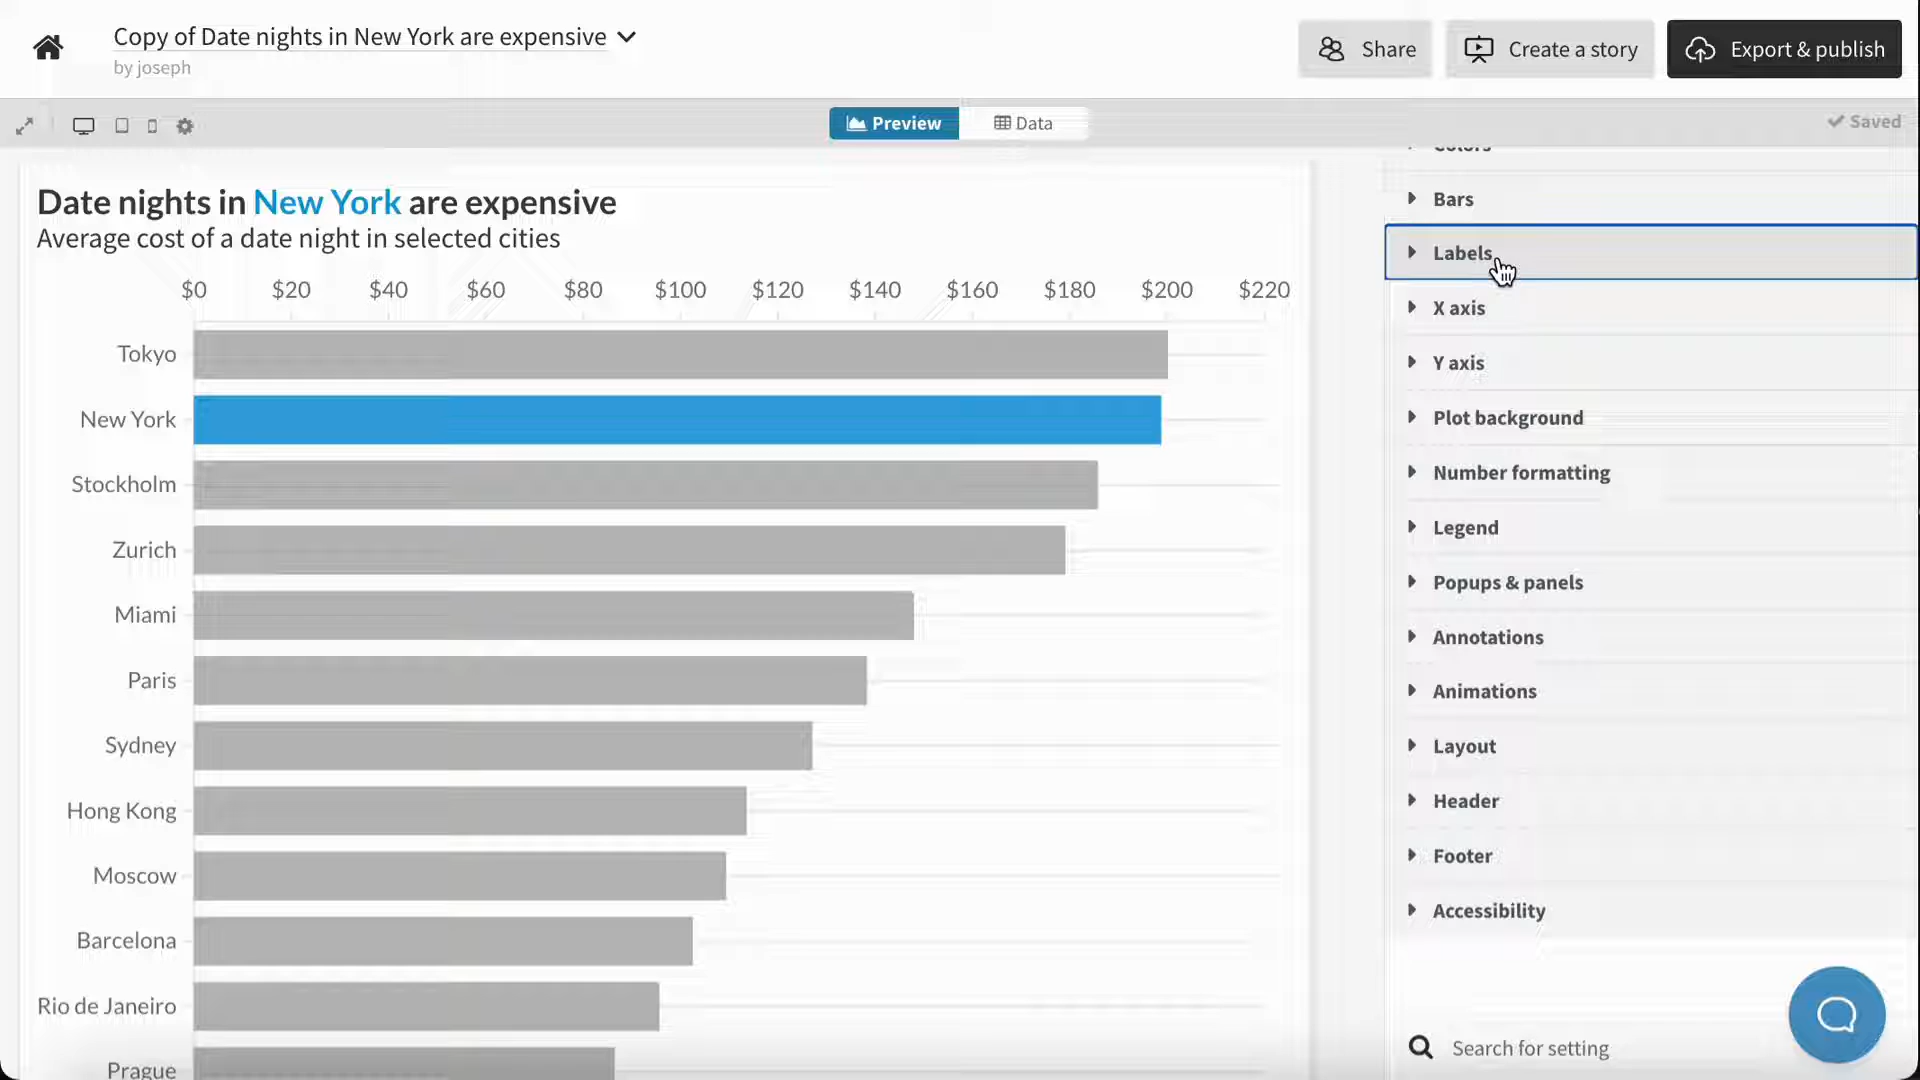 Copy of Date nights in New York are expensive
by joseph
Share
Create a story
Export & publish
Preview
Data
Saved
Date nights in New York are expensive
Average cost of a date night in selected cities
$0 $20 $40 $60 $80 $100 $120 $140 $160 $180 $200 $220
Tokyo
New York
Stockholm
Zurich
Miami
Paris
Sydney
Hong Kong
Moscow
Barcelona
Rio de Janeiro
Prague
Colors
Bars
Labels
X axis
Y axis
Plot background
Number formatting
Legend
Popups & panels
Annotations
Animations
Layout
Header
Footer
Accessibility
Search for setting